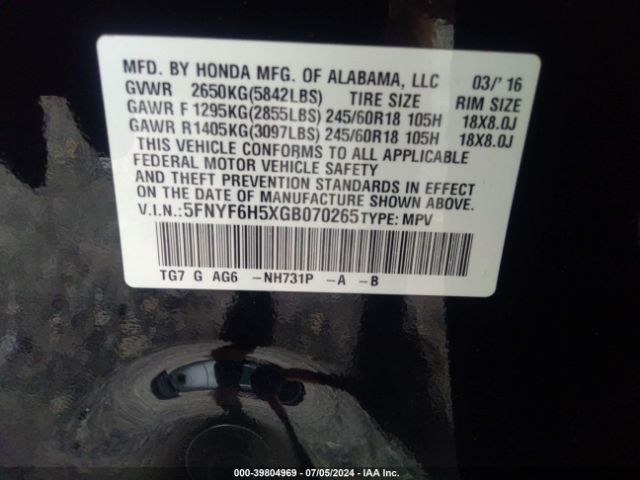 MFD. BY HONDA MFG. OF ALABAMA, LLC 03/'16
GVWR 2650KG(5842LBS) TIRE SIZE RIM SIZE
GAWR F 1295KG(2855LBS) 245/60R18 105H 18X8.0J
GAWR R 1405KG(3097LBS) 245/60R18 105H 18X8.0J
THIS VEHICLE CONFORMS TO ALL APPLICABLE
FEDERAL MOTOR VEHICLE SAFETY
AND THEFT PREVENTION STANDARDS IN EFFECT
ON THE DATE OF MANUFACTURE SHOWN ABOVE
V.I.N.:5FNYF6H5XGB070265 TYPE: MPV
TG7 G AG6 -NH731P -A -B
000-39804969 - 07/05/2024 - IAA Inc.